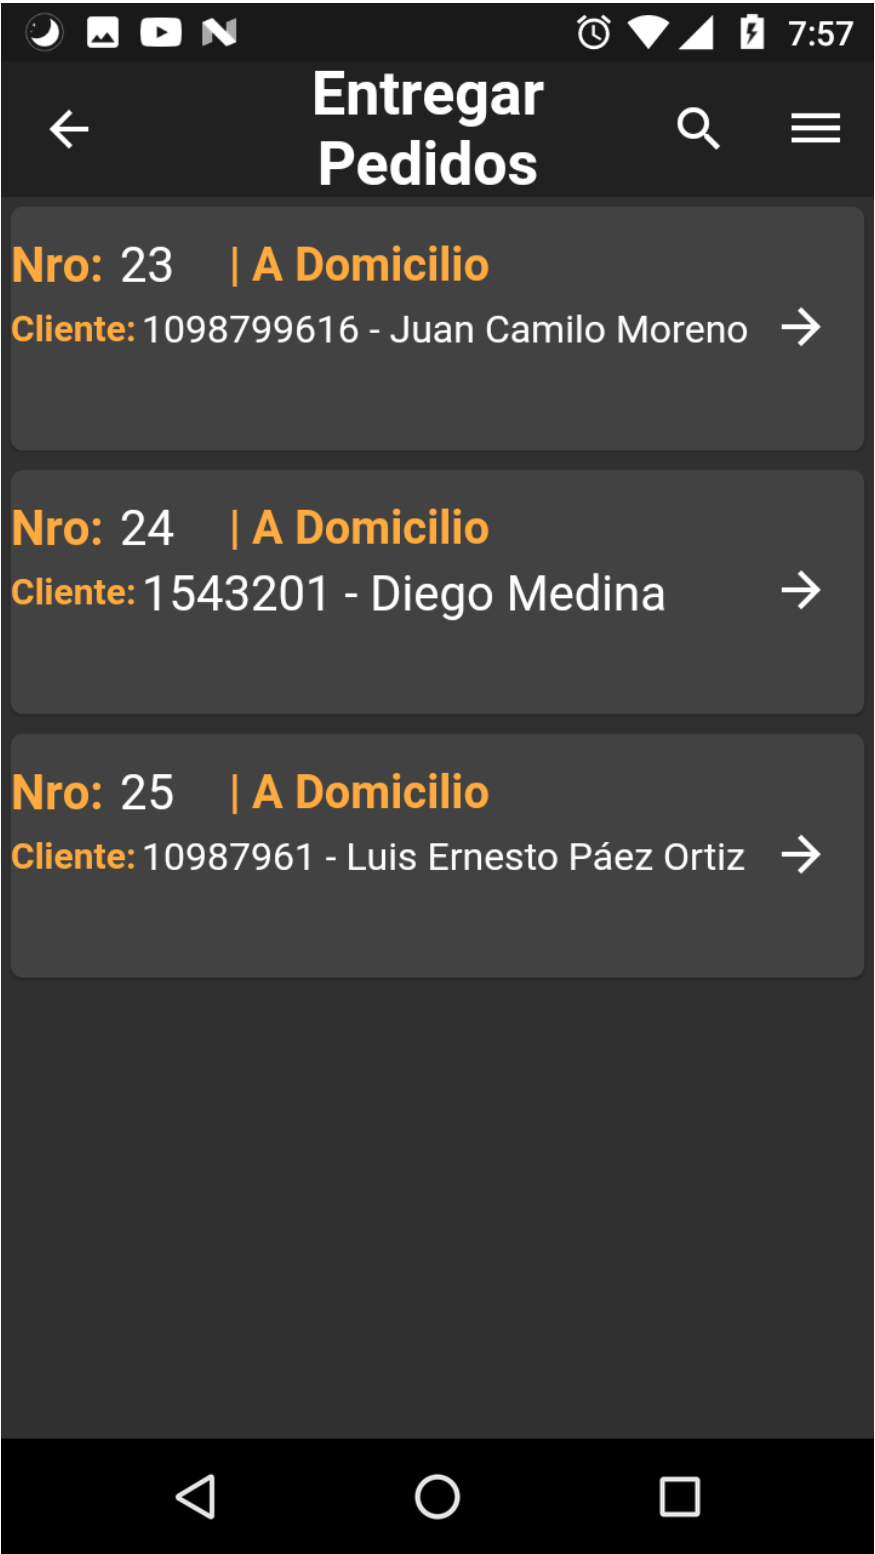 7:57
Entregar
Pedidos
Nro: 23 | A Domicilio
Cliente: 1098799616 - Juan Camilo Moreno
Nro: 24 | A Domicilio
Cliente: 1543201 - Diego Medina
Nro: 25 | A Domicilio
Cliente: 10987961 - Luis Ernesto Páez Ortiz